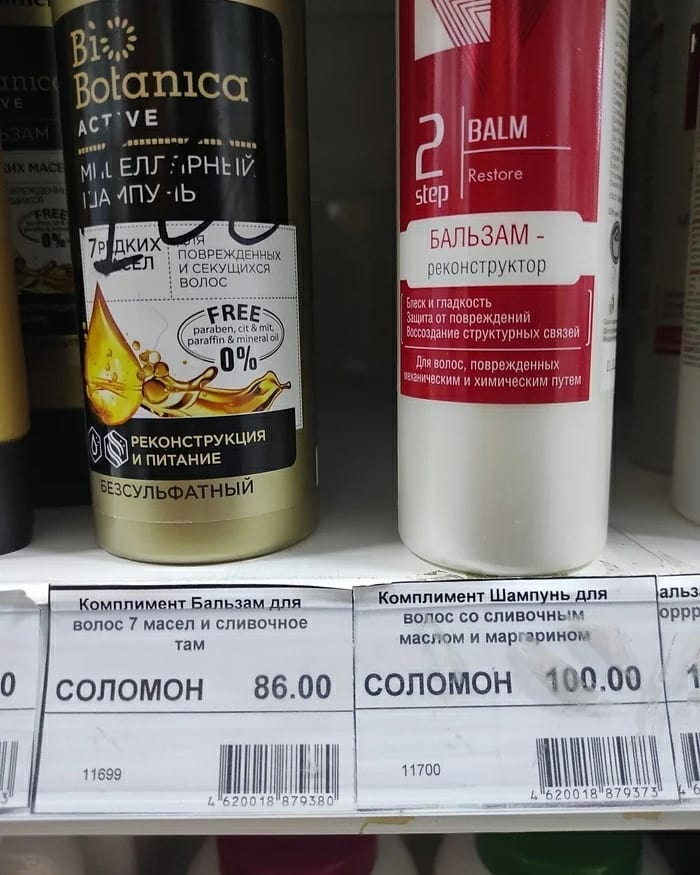 Bi
Botanica
ACTIVE
МИЦЕЛЛЯРНЫЙ
ШАМПУНЬ
7 РЕДКИХ
МАСЕЛ
ДЛЯ
ПОВРЕЖДЕННЫХ
И СЕКУЩИХСЯ
ВОЛОС
FREE
paraben, cit & mit,
paraffin & mineral oil
0%
РЕКОНСТРУКЦИЯ
И ПИТАНИЕ
БЕЗСУЛЬФАТНЫЙ
2
step
BALM
Restore
БАЛЬЗАМ -
реконструктор
Блеск и гладкость
Защита от повреждений
Воссоздание структурных связей
Для волос, поврежденных
механическим и химическим путем
Комплимент Бальзам для
волос 7 масел и сливочное
там
СОЛОМОН 86.00
11699
4 620018 879380
Комплимент Шампунь для
волос со сливочным
маслом и маргарином
СОЛОМОН 100.00
11700
4 620018 879373